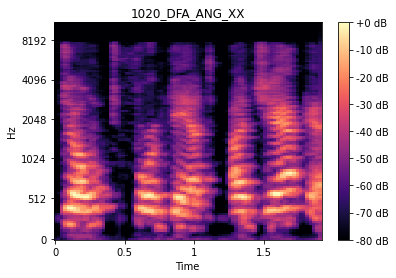 1020_DFA_ANG_XX
+0 dB
8192
-10 dB
4096
-20 dB
-30 dB
2048
Hz
-40 dB
1024
-50 dB
512
-60 dB
-70 dB
0
-80 dB
0
0.5
1
1.5
Time